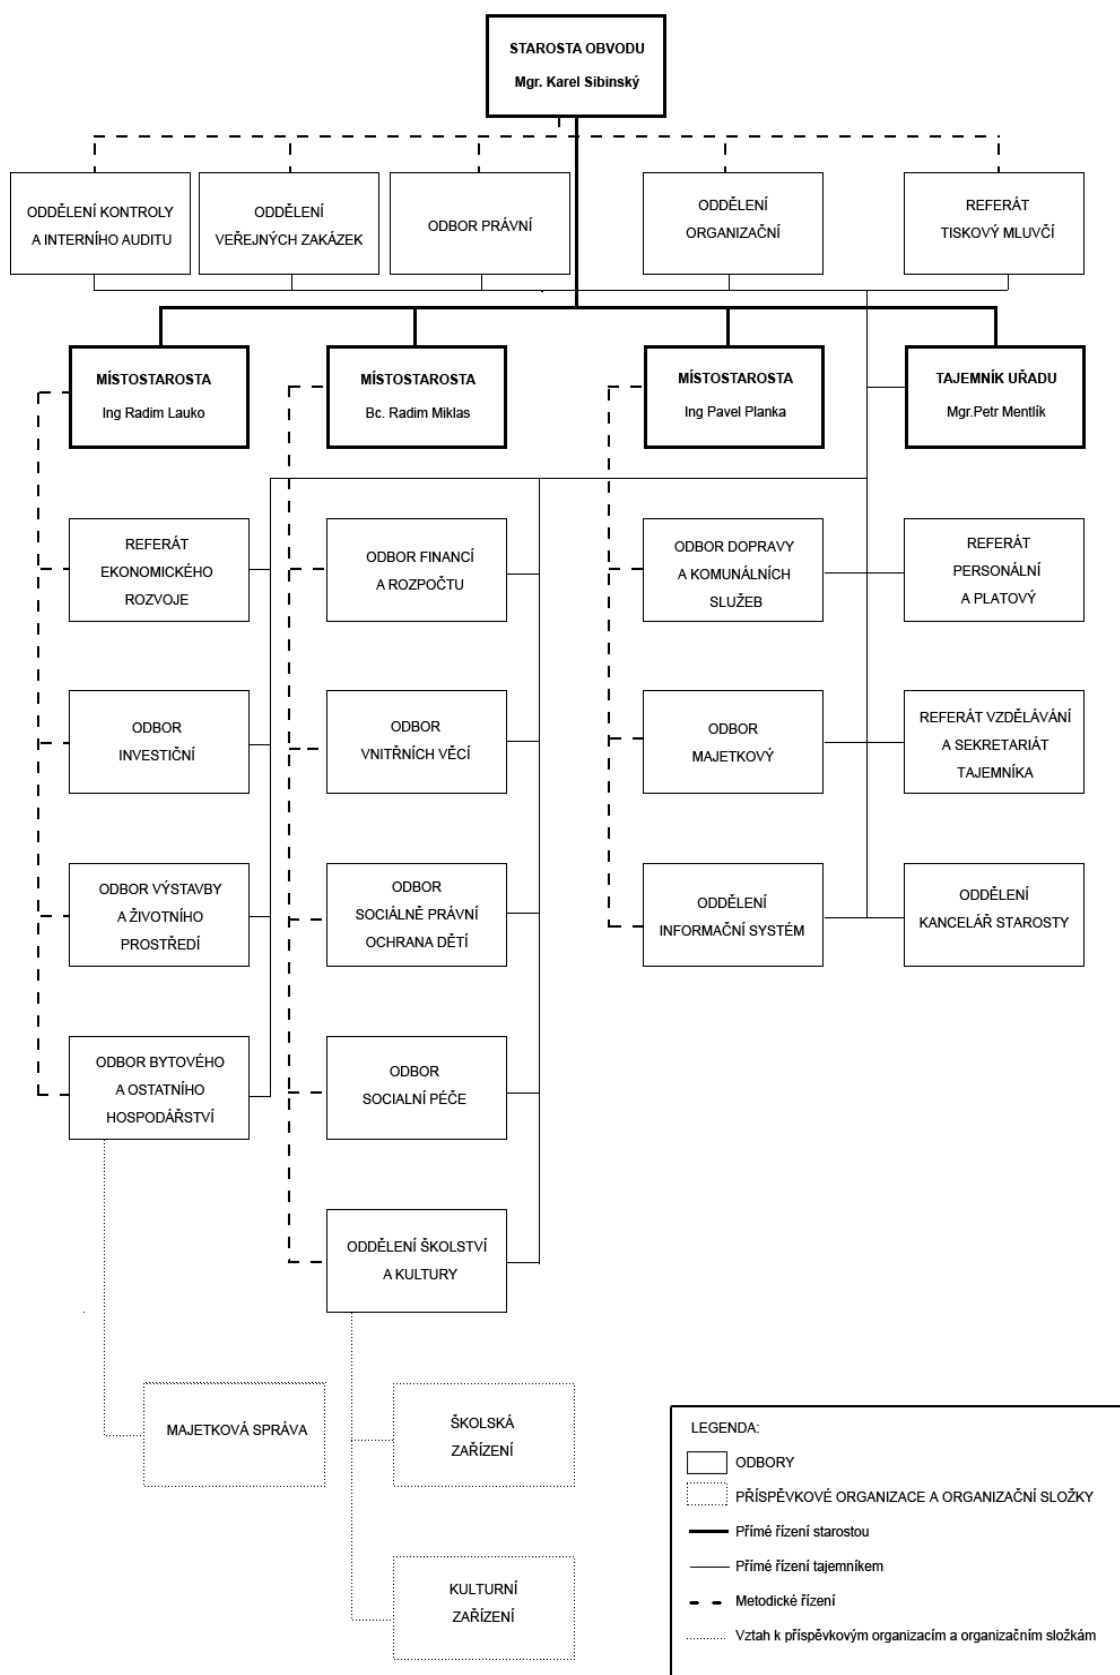 STAROSTA OBVODU
Mgr. Karel Sibinský
ODDĚLENÍ KONTROLY
A INTERNÍHO AUDITU
ODDĚLENÍ
VEŘEJNÝCH ZAKÁZEK
ODBOR PRÁVNÍ
ODDĚLENÍ
ORGANIZAČNÍ
REFERÁT
TISKOVÝ MLUVČÍ
MÍSTOSTAROSTA
Ing Radim Lauko
MÍSTOSTAROSTA
Bc. Radim Miklas
MÍSTOSTAROSTA
Ing Pavel Planka
TAJEMNÍK UŘADU
Mgr.Petr Mentlík
REFERÁT
EKONOMICKÉHO
ROZVOJE
ODBOR FINANCÍ
A ROZPOČTU
ODBOR DOPRAVY
A KOMUNÁLNÍCH
SLUŽEB
REFERÁT
PERSONÁLNÍ
A PLATOVÝ
ODBOR
INVESTIČNÍ
ODBOR
VNITŘNÍCH VĚCÍ
ODBOR
MAJETKOVÝ
REFERÁT VZDĚLÁVÁNÍ
A SEKRETARIÁT
TAJEMNÍKA
ODBOR VÝSTAVBY
A ŽIVOTNÍHO
PROSTŘEDÍ
ODBOR
SOCIÁLNĚ PRÁVNÍ
OCHRANA DĚTÍ
ODDĚLENÍ
INFORMAČNÍ SYSTÉM
ODDĚLENÍ
KANCELÁŘ STAROSTY
ODBOR BYTOVÉHO
A OSTATNÍHO
HOSPODÁŘSTVÍ
ODBOR
SOCIALNÍ PÉČE
ODDĚLENÍ ŠKOLSTVÍ
A KULTURY
MAJETKOVÁ SPRÁVA
ŠKOLSKÁ
ZAŘÍZENÍ
KULTURNÍ
ZAŘÍZENÍ
LEGENDA:
ODBORY
PŘÍSPĚVKOVÉ ORGANIZACE A ORGANIZAČNÍ SLOŽKY
Přímé řízení starostou
Přímé řízení tajemníkem
Metodické řízení
Vztah k příspěvkovým organizacím a organizačním složkám